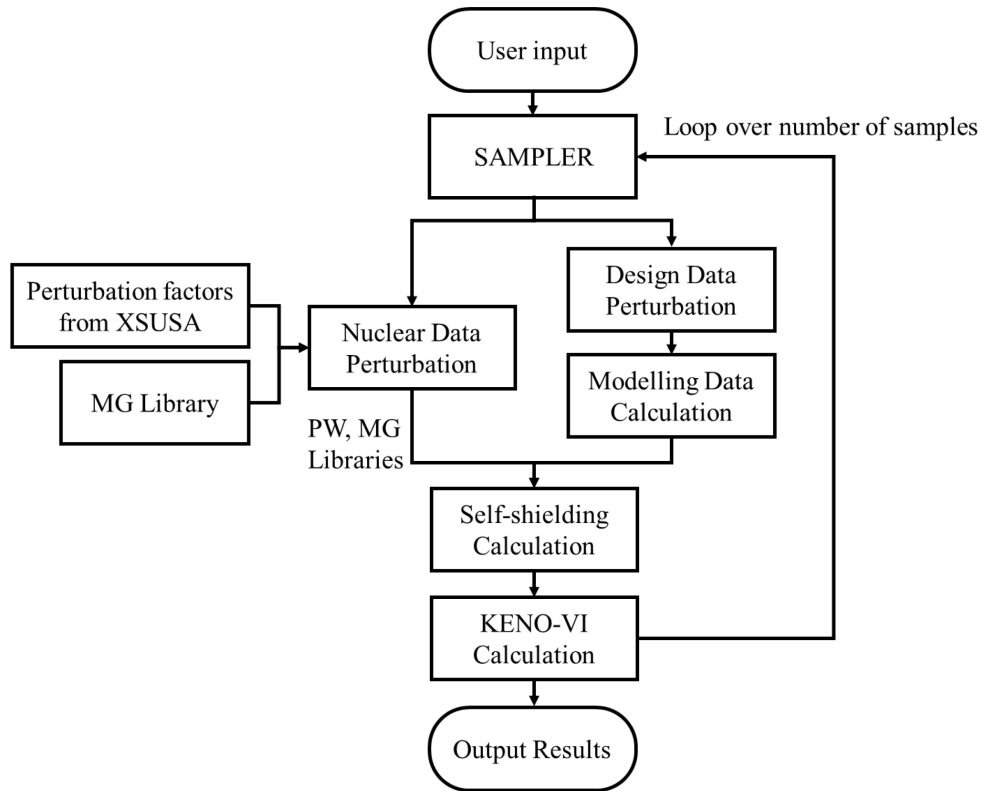 User input
Loop over number of samples
SAMPLER
Design Data
Perturbation
Perturbation factors
from XSUSA
Nuclear Data
Perturbation
MG Library
Modelling Data
Calculation
PW, MG
Libraries
Self-shielding
Calculation
KENO-VI
Calculation
Output Results